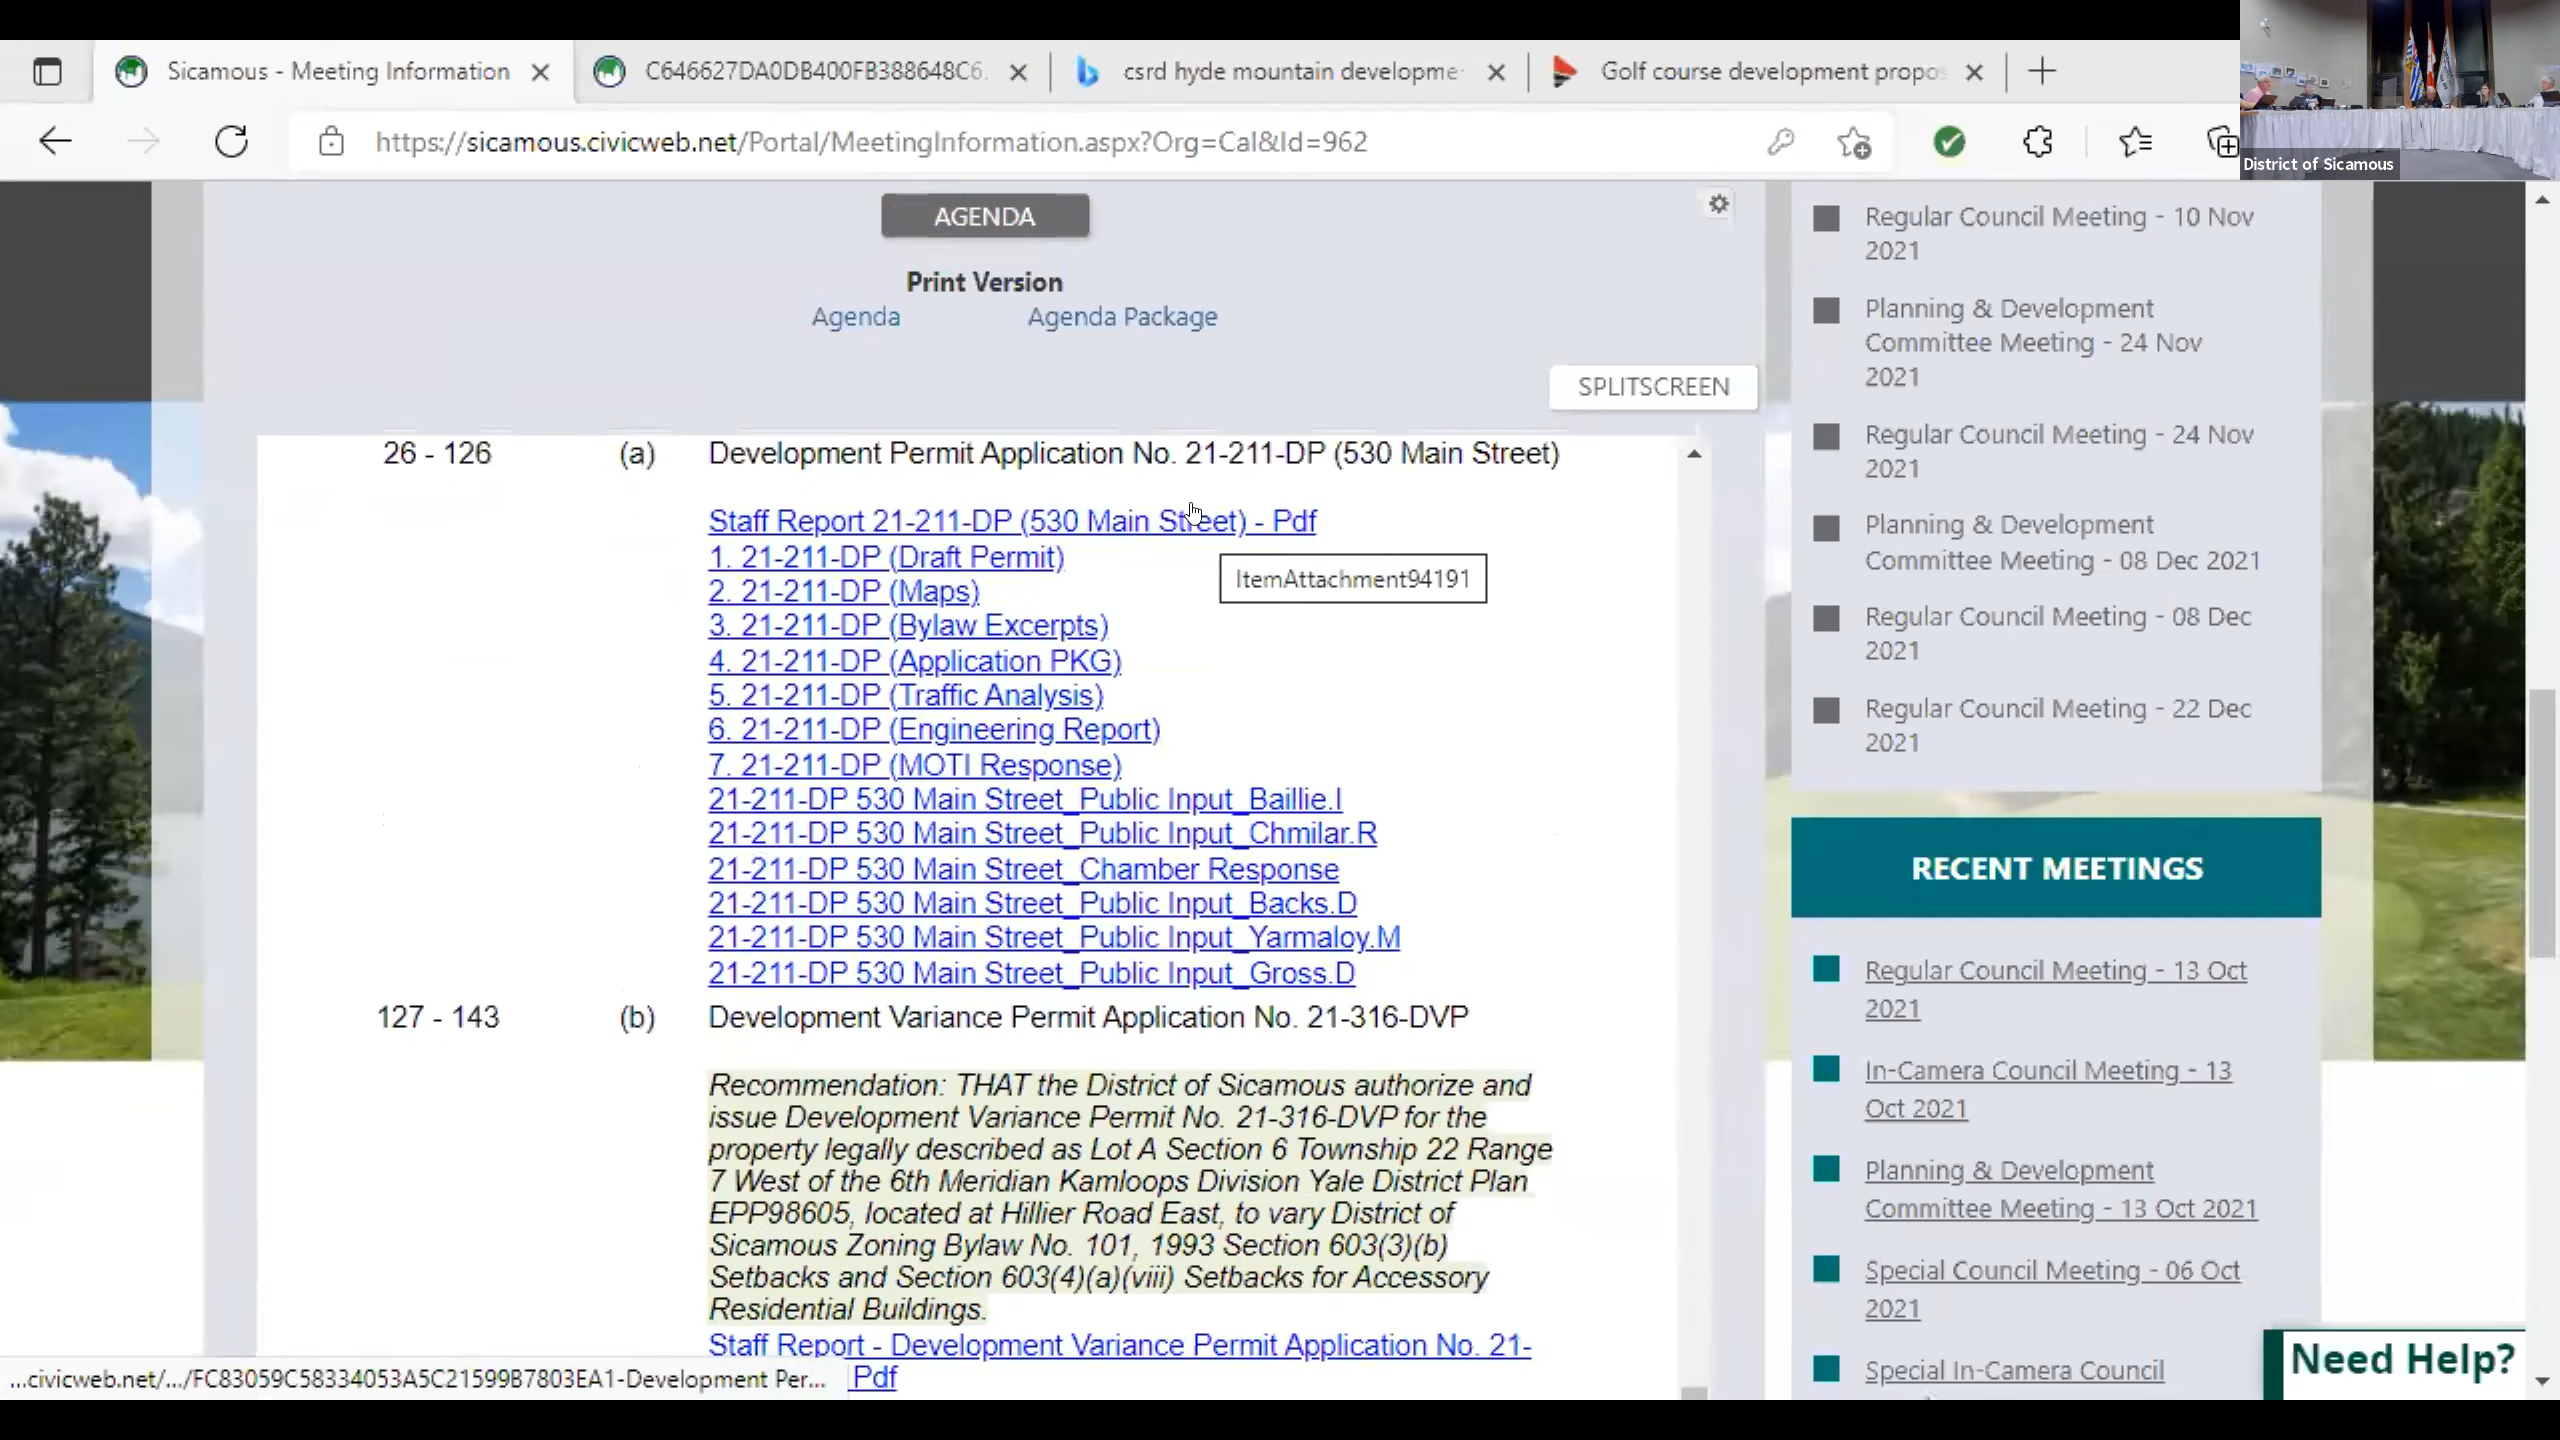 Sicamous - Meeting Information
C646627DA0DB400FB388648C6.
csrd hyde mountain developme
Golf course development propos
https://sicamous.civicweb.net/Portal/MeetingInformation.aspx?Org=Cal&Id=962
District of Sicamous
AGENDA
Print Version
Agenda
Agenda Package
SPLITSCREEN
26 - 126 (a) Development Permit Application No. 21-211-DP (530 Main Street)
Staff Report 21-211-DP (530 Main Street) - Pdf
ItemAttachment94191
1. 21-211-DP (Draft Permit)
2. 21-211-DP (Maps)
3. 21-211-DP (Bylaw Excerpts)
4. 21-211-DP (Application PKG)
5. 21-211-DP (Traffic Analysis)
6. 21-211-DP (Engineering Report)
7. 21-211-DP (MOTI Response)
21-211-DP 530 Main Street_Public Input_Baillie.I
21-211-DP 530 Main Street_Public Input_Chmilar.R
21-211-DP 530 Main Street_Chamber Response
21-211-DP 530 Main Street_Public Input_Backs.D
21-211-DP 530 Main Street_Public Input_Yarmaloy.M
21-211-DP 530 Main Street_Public Input_Gross.D
127 - 143 (b) Development Variance Permit Application No. 21-316-DVP
Recommendation: THAT the District of Sicamous authorize and
issue Development Variance Permit No. 21-316-DVP for the
property legally described as Lot A Section 6 Township 22 Range
7 West of the 6th Meridian Kamloops Division Yale District Plan
EPP98605, located at Hillier Road East, to vary District of
Sicamous Zoning Bylaw No. 101, 1993 Section 603(3)(b)
Setbacks and Section 603(4)(a)(viii) Setbacks for Accessory
Residential Buildings.
Staff Report - Development Variance Permit Application No. 21-
Pdf
...civicweb.net/.../FC83059C58334053A5C21599B7803EA1-Development Per...
Regular Council Meeting - 10 Nov
2021
Planning & Development
Committee Meeting - 24 Nov
2021
Regular Council Meeting - 24 Nov
2021
Planning & Development
Committee Meeting - 08 Dec 2021
Regular Council Meeting - 08 Dec
2021
Regular Council Meeting - 22 Dec
2021
RECENT MEETINGS
Regular Council Meeting - 13 Oct
2021
In-Camera Council Meeting - 13
Oct 2021
Planning & Development
Committee Meeting - 13 Oct 2021
Special Council Meeting - 06 Oct
2021
Special In-Camera Council
Need Help?